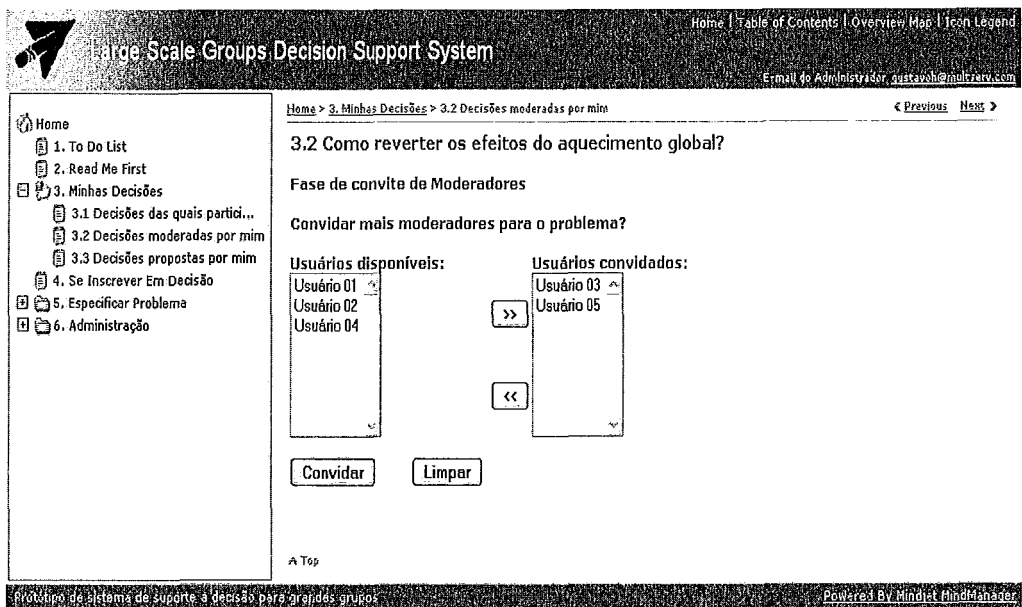 Home | Table of Contents | Overview Map | Icon Legend
Large Scale Groups Decision Support System
E-mail do Administrador gustavoh@multserv.com
Home
1. To Do List
2. Read Me First
3. Minhas Decisões
3.1 Decisões das quais partici...
3.2 Decisões moderadas por mim
3.3 Decisões propostas por mim
4. Se Inscrever Em Decisão
5. Especificar Problema
6. Administração
Home > 3. Minhas Decisões > 3.2 Decisões moderadas por mim
Previous Next
3.2 Como reverter os efeitos do aquecimento global?
Fase de convite de Moderadores
Convidar mais moderadores para o problema?
Usuários disponíveis: Usuários convidados:
Usuário 01 Usuário 03
Usuário 02 Usuário 05
Usuário 04
>>
<<
Convidar Limpar
Top
Protótipo de sistema de suporte à decisão para grandes grupos
Powered By Mindjet MindManager